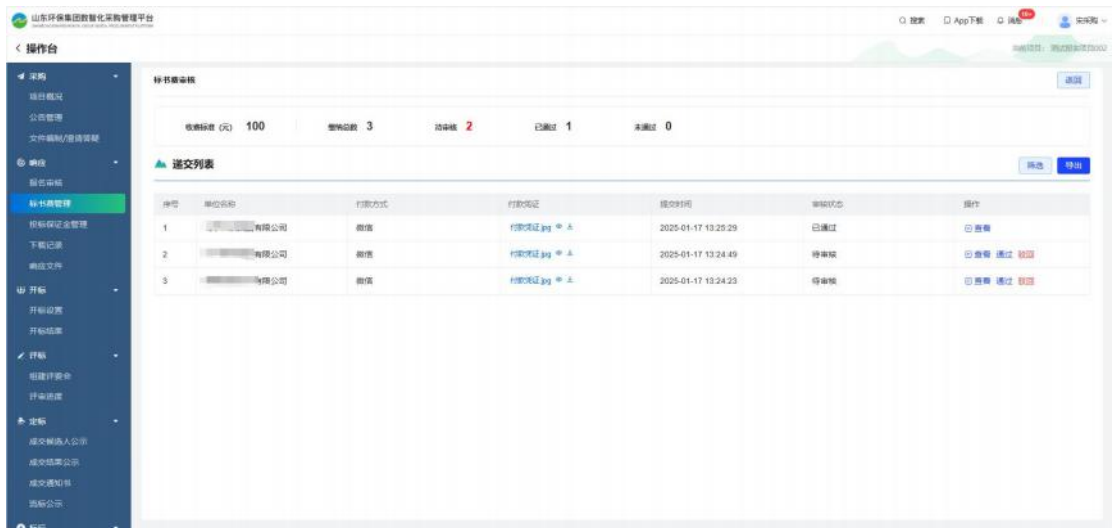 山东环保集团数智化采购管理平台
搜索 App下载 消息 99+ 宋采购
操作台
采购
项目概况
公告管理
文件编制/澄清答疑
响应
报名审核
标书费管理
投标保证金管理
下载记录
响应文件
开标
开标设置
开标结果
评标
组建评委会
评审进度
定标
成交候选人公示
成交结果公示
成交通知书
标书费审核
返回
收费标准 (元) 100 缴纳总数 3 待审核 2 已通过 1 未通过 0
递交列表
筛选 导出
序号 单位名称 付款方式 付款凭证 提交时间 审核状态 操作
1 有限公司 微信 付款凭证.jpg 2025-01-17 13:25:29 已通过 查看
2 有限公司 微信 付款凭证.jpg 2025-01-17 13:24:49 待审核 查看 通过 驳回
3 有限公司 微信 付款凭证.jpg 2025-01-17 13:24:23 待审核 查看 通过 驳回